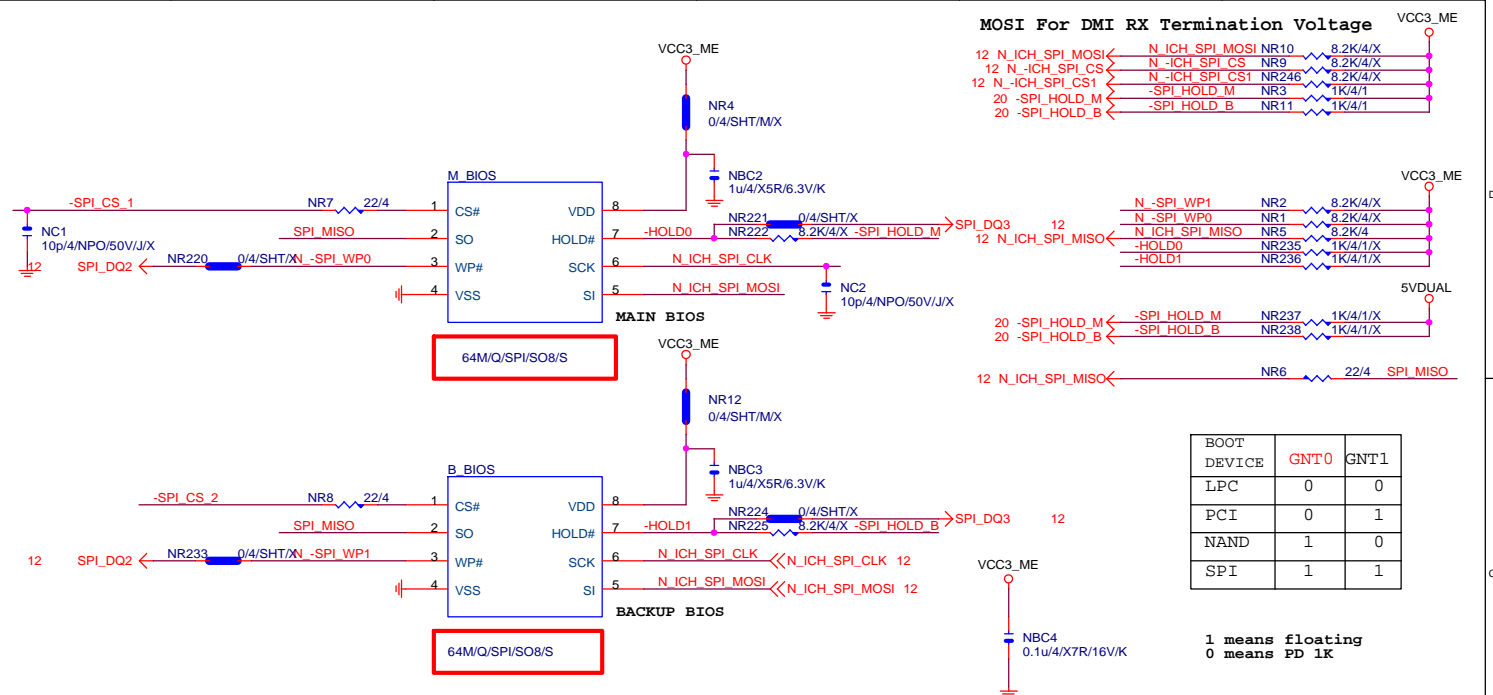 MOSI For DMI RX Termination Voltage
VCC3_ME
12 N_ICH_SPI_MOSI N_ICH_SPI_MOSI NR10 8.2K/4/X
12 N_-ICH_SPI_CS N_-ICH_SPI_CS NR9 8.2K/4/X
12 N_-ICH_SPI_CS1 N_-ICH_SPI_CS1 NR246 8.2K/4/X
20 -SPI_HOLD_M -SPI_HOLD_M NR3 1K/4/1
20 -SPI_HOLD_B -SPI_HOLD_B NR11 1K/4/1
VCC3_ME
NR4
0/4/SHT/M/X
NBC2
1u/4/X5R/6.3V/K
M_BIOS
-SPI_CS_1 NR7 22/4 1 CS# VDD 8
NC1
10p/4/NPO/50V/J/X
SPI_MISO 2 SO HOLD# 7 -HOLD0
NR221 0/4/SHT/X SPI_DQ3 12
NR222 8.2K/4/X -SPI_HOLD_M
12 SPI_DQ2 NR220 0/4/SHT/X N_-SPI_WP0 3 WP# SCK 6 N_ICH_SPI_CLK
4 VSS SI 5 N_ICH_SPI_MOSI
NC2
10p/4/NPO/50V/J/X
MAIN BIOS
64M/Q/SPI/SO8/S
VCC3_ME
N_-SPI_WP1 NR2 8.2K/4/X
N_-SPI_WP0 NR1 8.2K/4/X
12 N_ICH_SPI_MISO N_ICH_SPI_MISO NR5 8.2K/4
-HOLD0 NR235 1K/4/1/X
-HOLD1 NR236 1K/4/1/X
5VDUAL
20 -SPI_HOLD_M -SPI_HOLD_M NR237 1K/4/1/X
20 -SPI_HOLD_B -SPI_HOLD_B NR238 1K/4/1/X
12 N_ICH_SPI_MISO NR6 22/4 SPI_MISO
VCC3_ME
NR12
0/4/SHT/M/X
NBC3
1u/4/X5R/6.3V/K
B_BIOS
-SPI_CS_2 NR8 22/4 1 CS# VDD 8
SPI_MISO 2 SO HOLD# 7 -HOLD1
NR224 0/4/SHT/X SPI_DQ3 12
NR225 8.2K/4/X -SPI_HOLD_B
12 SPI_DQ2 NR233 0/4/SHT/X N_-SPI_WP1 3 WP# SCK 6 N_ICH_SPI_CLK N_ICH_SPI_CLK 12
4 VSS SI 5 N_ICH_SPI_MOSI N_ICH_SPI_MOSI 12
BACKUP BIOS
64M/Q/SPI/SO8/S
VCC3_ME
NBC4
0.1u/4/X7R/16V/K
BOOT
DEVICE GNT0 GNT1
LPC 0 0
PCI 0 1
NAND 1 0
SPI 1 1
1 means floating
0 means PD 1K